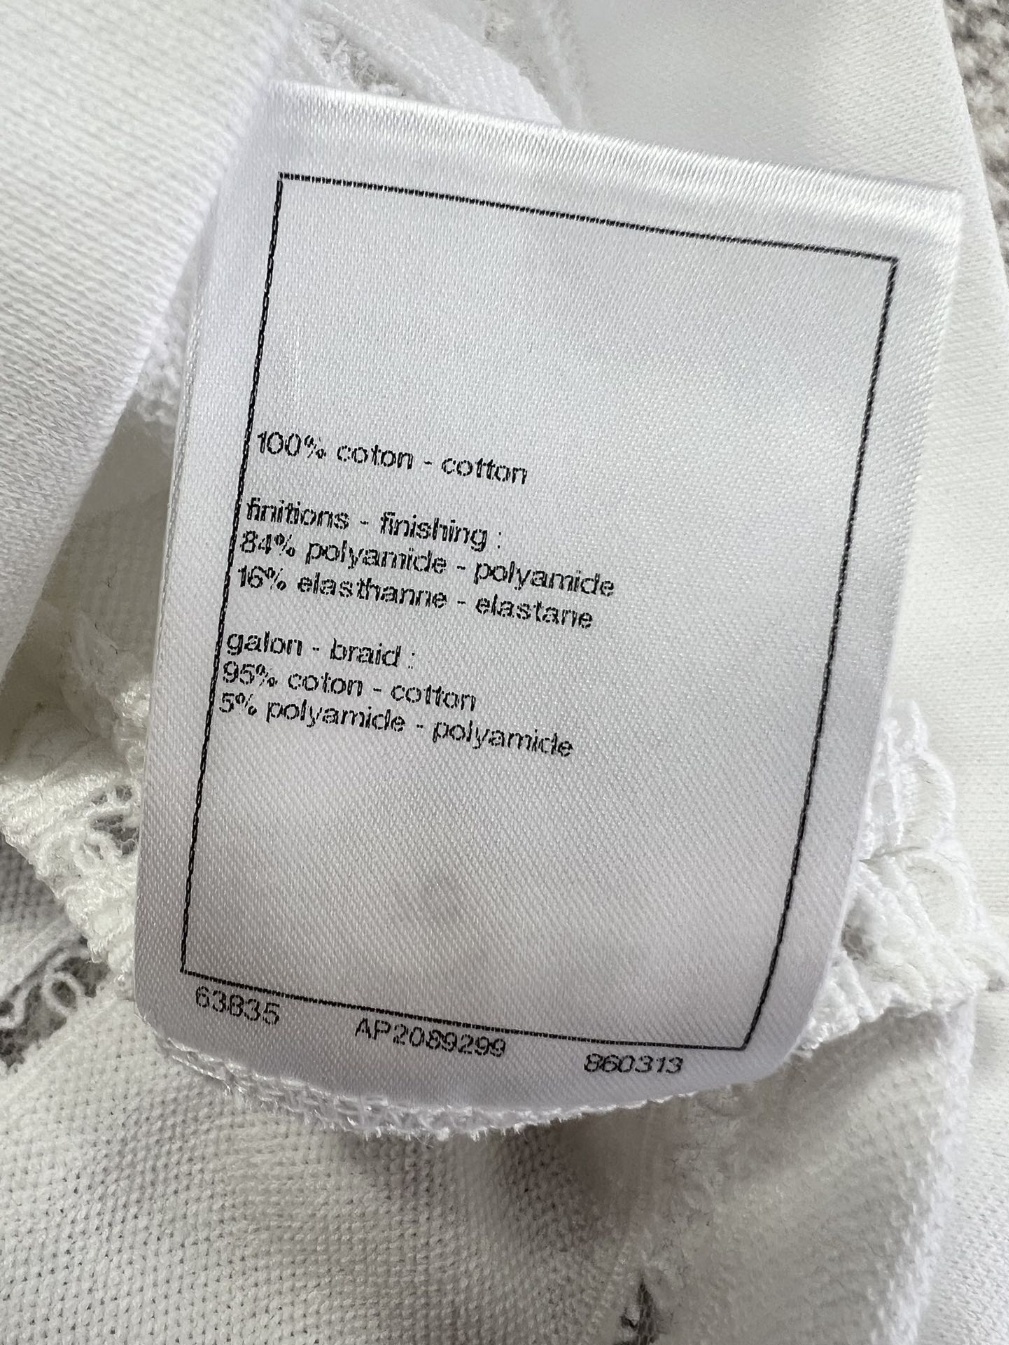 100% coton - cotton
finitions - finishing :
84% polyamide - polyamide
16% elasthanne - elastane
galon - braid :
95% coton - cotton
5% polyamide - polyamide
63835 AP2089299 860313